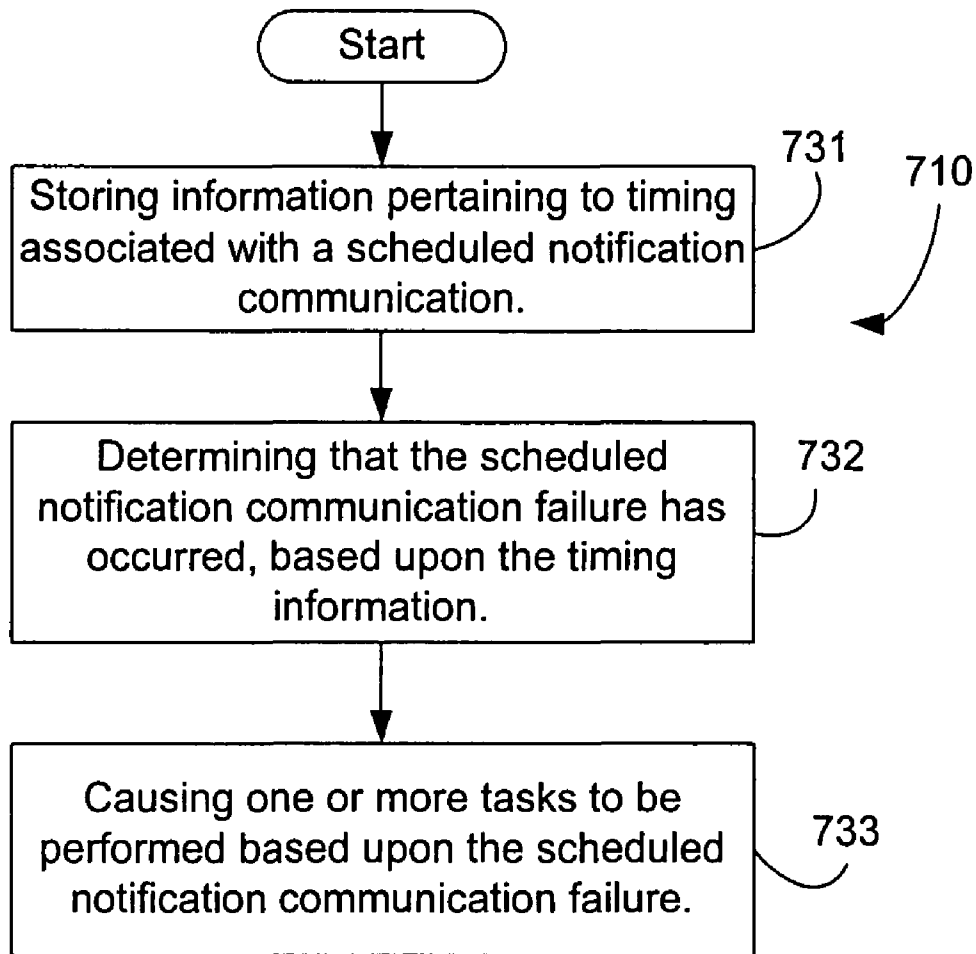 Start
731
710
Storing information pertaining to timing
associated with a scheduled notification
communication.
732
Determining that the scheduled
notification communication failure has
occurred, based upon the timing
information.
733
Causing one or more tasks to be
performed based upon the scheduled
notification communication failure.